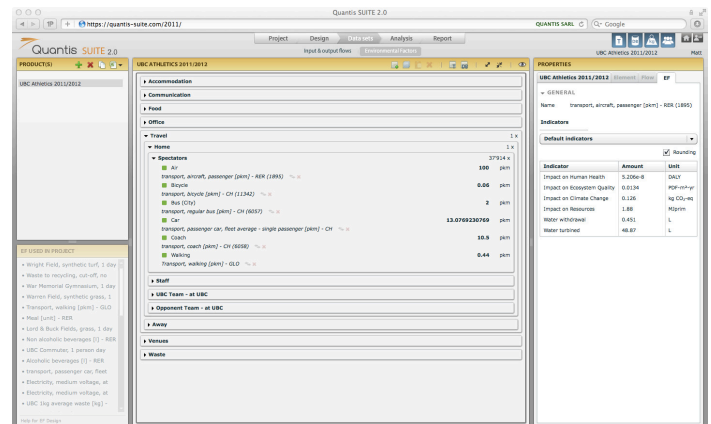 Quantis SUITE 2.0
https://quantis-suite.com/2011/
QUANTIS SARL
Google
Quantis SUITE 2.0
Project
Design
Data sets
Analysis
Report
Input & output flows
Environmental Factors
UBC Athletics 2011/2012
Matt
PRODUCT(S)
UBC Athletics 2011/2012
EF USED IN PROJECT
• Wright Field, synthetic turf, 1 day
• Waste to recycling, cut-off, no
• War Memorial Gymnasium, 1 day
• Warren Field, synthetic grass, 1
• Transport, walking [pkm] - GLO
• Meal [unit] - RER
• Lord & Buck Fields, grass, 1 day
• Non alcoholic beverages [l] - RER
• UBC Commuter, 1 person day
• Alcoholic beverages [l] - RER
• transport, passenger car, fleet
• Electricity, medium voltage, at
• Electricity, medium voltage, at
• UBC 1kg average waste [kg] -
Help for EF Design
UBC ATHLETICS 2011/2012
Accommodation
Communication
Food
Office
Travel 1 x
Home 1 x
Spectators 37'914 x
Air 100 pkm
transport, aircraft, passenger [pkm] - RER (1895)
Bicycle 0.06 pkm
transport, bicycle [pkm] - CH (11342)
Bus (City) 2 pkm
transport, regular bus [pkm] - CH (6057)
Car 13.0769230769 pkm
transport, passenger car, fleet average - single passenger [pkm] - CH
Coach 10.5 pkm
transport, coach [pkm] - CH (6058)
Walking 0.44 pkm
Transport, walking [pkm] - GLO
Staff
UBC Team - at UBC
Opponent Team - at UBC
Away
Venues
Waste
PROPERTIES
UBC Athletics 2011/2012 Element Flow EF
GENERAL
Name transport, aircraft, passenger [pkm] - RER (1895)
Indicators
Default indicators
Rounding
Indicator Amount Unit
Impact on Human Health 5.206e-8 DALY
Impact on Ecosystem Quality 0.0134 PDF-m²-yr
Impact on Climate Change 0.126 kg CO₂-eq
Impact on Resources 1.88 MJprim
Water withdrawal 0.451 L
Water turbined 48.87 L